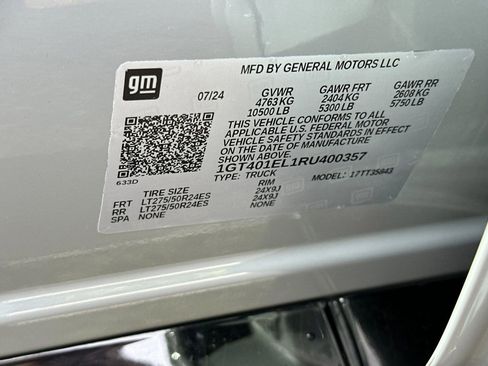 gm
MFD BY GENERAL MOTORS LLC
07/24 GVWR GAWR FRT GAWR RR
4763 KG 2404 KG 2608 KG
10500 LB 5300 LB 5750 LB
THIS VEHICLE CONFORMS TO ALL
APPLICABLE U.S. FEDERAL MOTOR
VEHICLE SAFETY STANDARDS IN EFFECT
ON THE DATE OF MANUFACTURE
SHOWN ABOVE.
1GT401EL1RU400357
633D TYPE: TRUCK MODEL: 17TT35843
TIRE SIZE RIM
FRT LT275/50R24ES 24X9J
RR LT275/50R24ES 24X9J
SPA NONE NONE